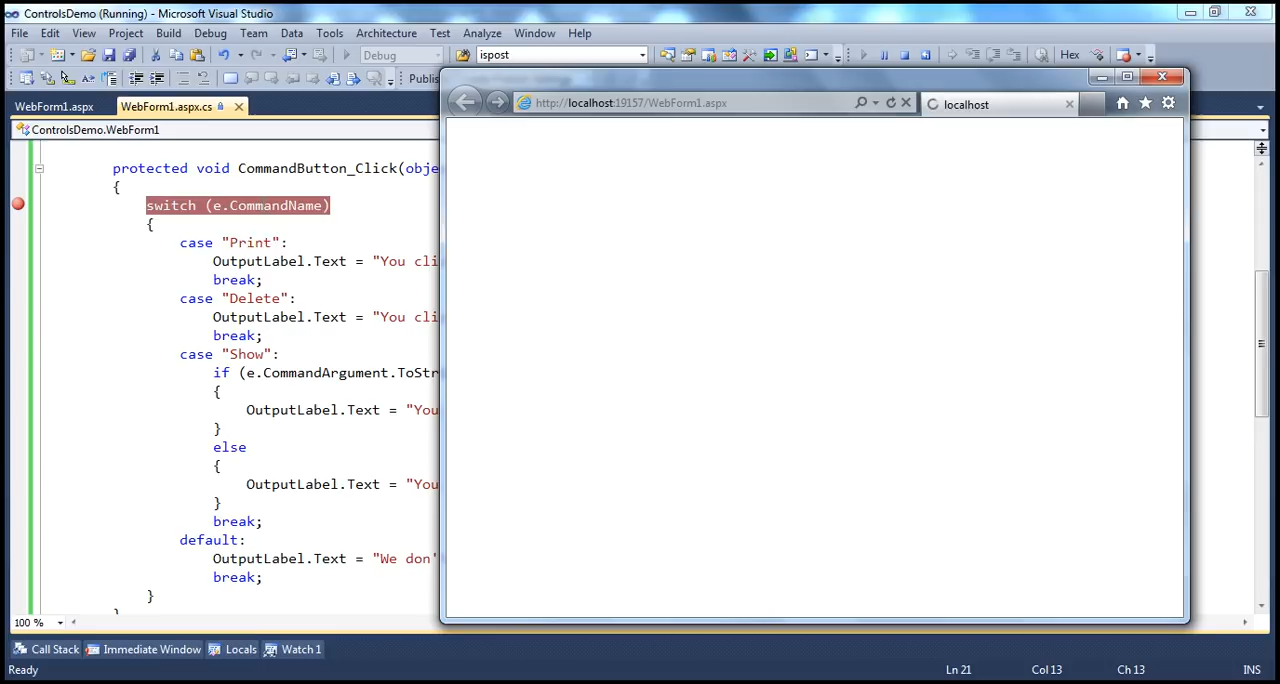 ControlsDemo (Running) - Microsoft Visual Studio
File Edit View Project Build Debug Team Data Tools Architecture Test Analyze Window Help
Debug ispost Hex
Publis
WebForm1.aspx WebForm1.aspx.cs
http://localhost:19157/WebForm1.aspx localhost
ControlsDemo.WebForm1
protected void CommandButton_Click(obje
{
switch (e.CommandName)
{
case "Print":
OutputLabel.Text = "You cli
break;
case "Delete":
OutputLabel.Text = "You cli
break;
case "Show":
if (e.CommandArgument.ToStr
{
OutputLabel.Text = "You
}
else
{
OutputLabel.Text = "You
}
break;
default:
OutputLabel.Text = "We don'
break;
}
100 %
Call Stack Immediate Window Locals Watch 1
Ready Ln 21 Col 13 Ch 13 INS